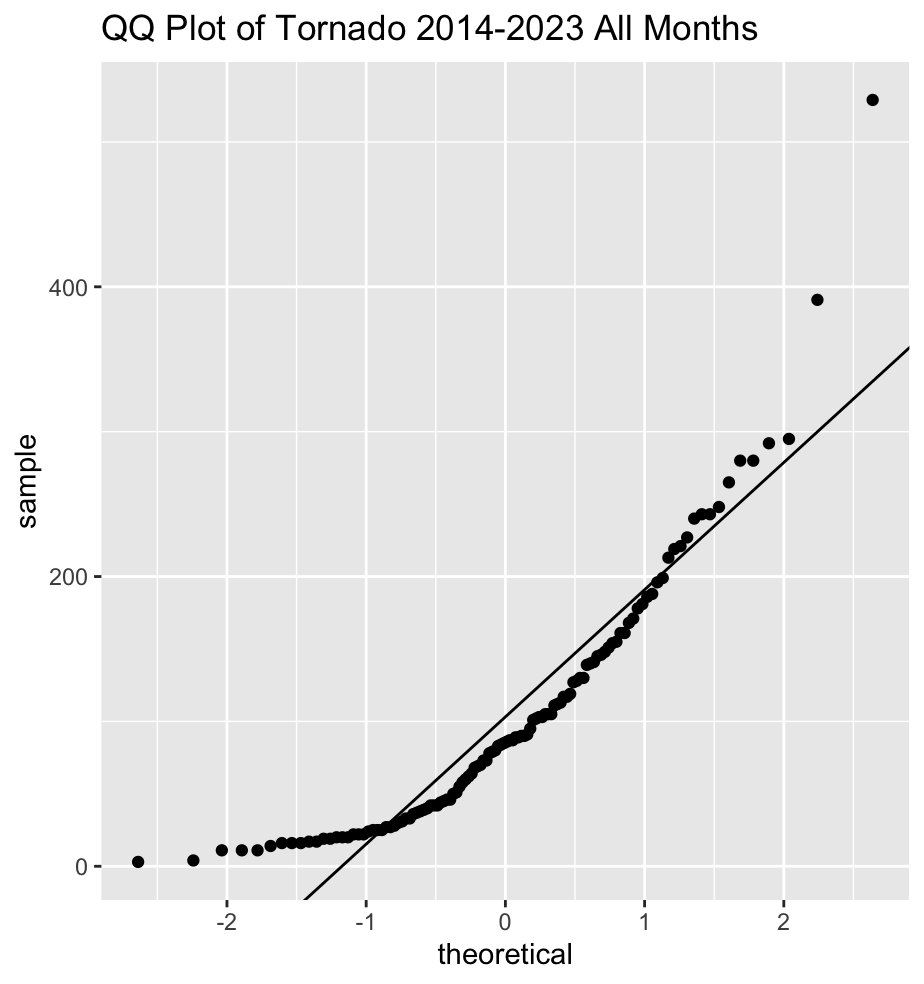 QQ Plot of Tornado 2014-2023 All Months
400
200
0
sample
-2 -1 0 1 2
theoretical